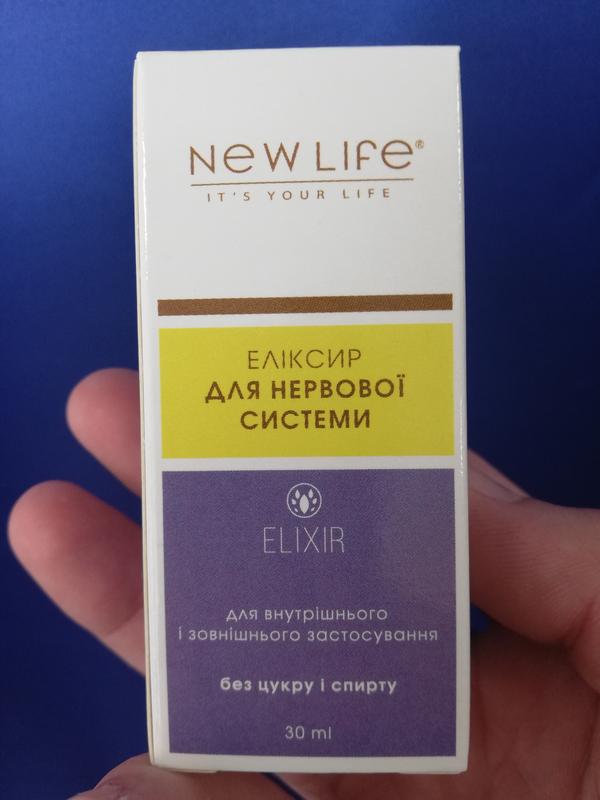 New Life®
IT'S YOUR LIFE
ЕЛІКСИР
ДЛЯ НЕРВОВОЇ
СИСТЕМИ
ELIXIR
для внутрішнього
і зовнішнього застосування
без цукру і спирту
30 ml